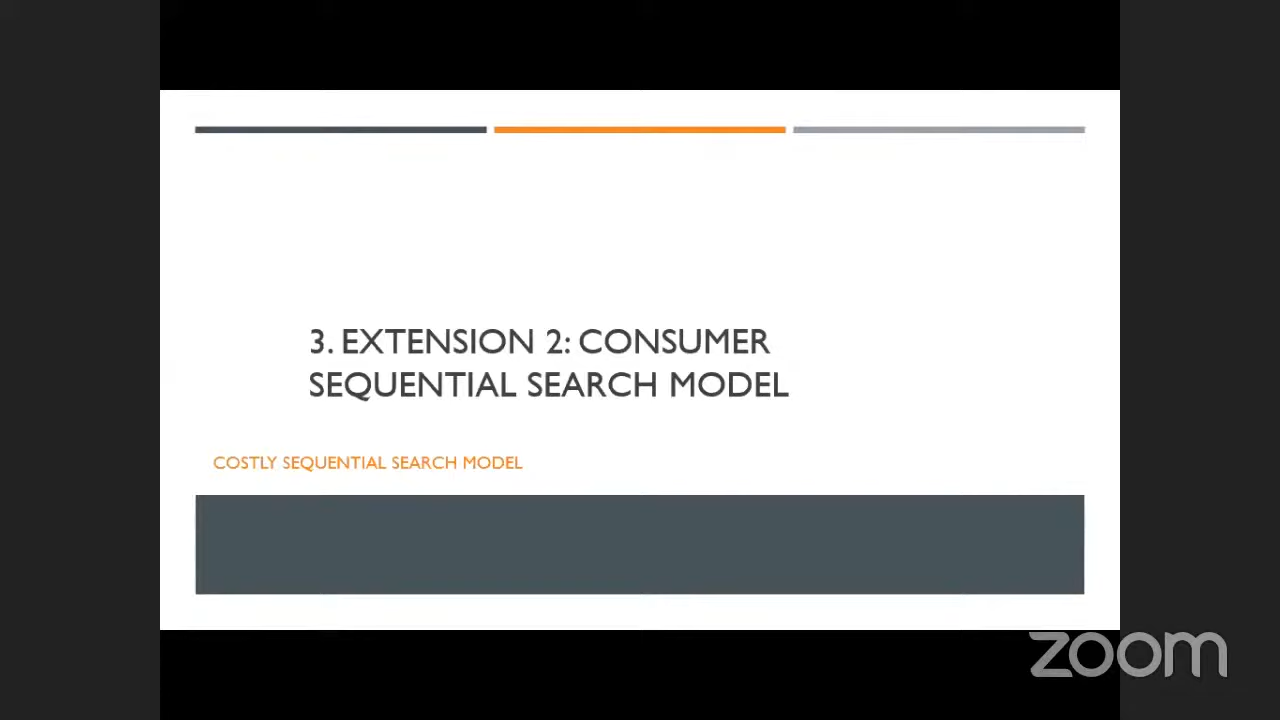 3. EXTENSION 2: CONSUMER
SEQUENTIAL SEARCH MODEL
COSTLY SEQUENTIAL SEARCH MODEL
zoom